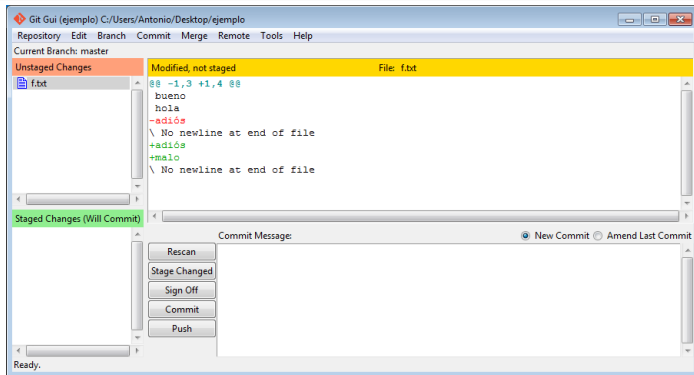 Git Gui (ejemplo) C:/Users/Antonio/Desktop/ejemplo
Repository Edit Branch Commit Merge Remote Tools Help
Current Branch: master
Unstaged Changes
f.txt
Modified, not staged File: f.txt
@@ -1,3 +1,4 @@
bueno
hola
-adiós
\ No newline at end of file
+adiós
+malo
\ No newline at end of file
Staged Changes (Will Commit)
Commit Message:
New Commit
Amend Last Commit
Rescan
Stage Changed
Sign Off
Commit
Push
Ready.